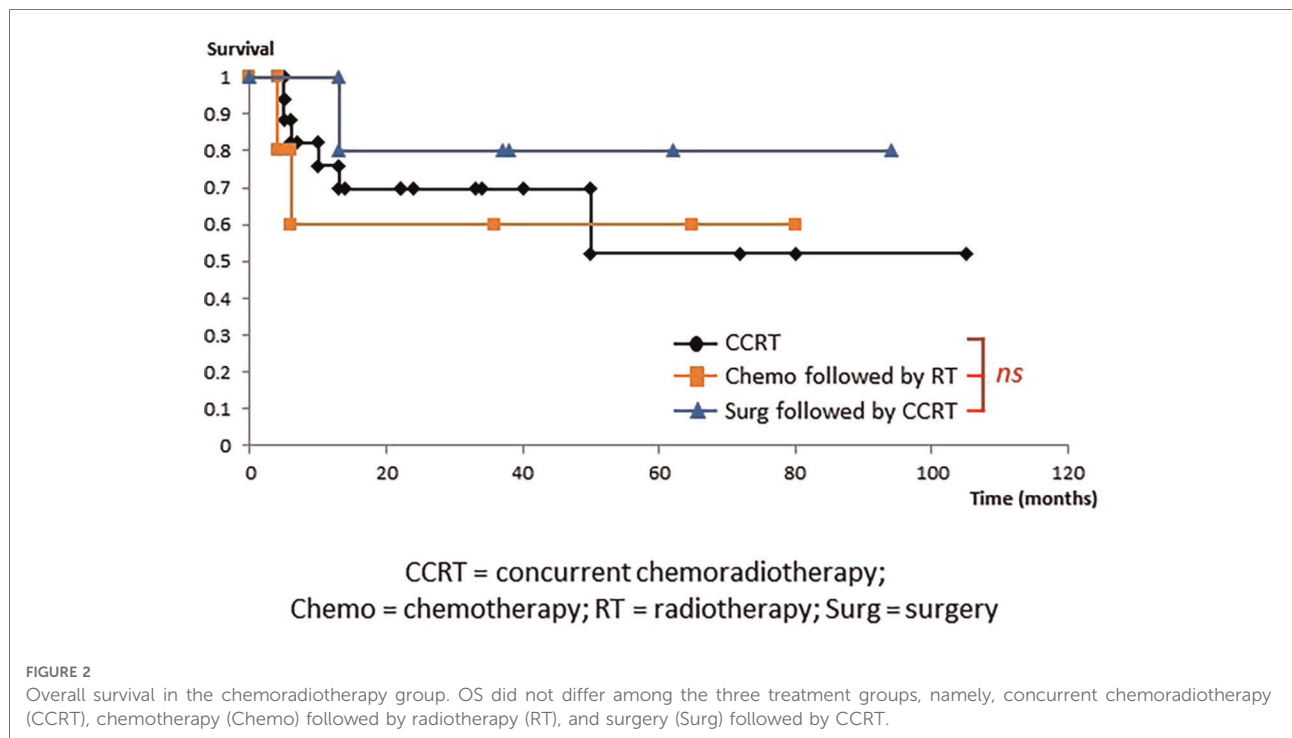 Survival
1
0.9
0.8
0.7
0.6
0.5
0.4
0.3
0.2
0.1
0
0 20 40 60 80 100 120
Time (months)
CCRT
Chemo followed by RT
Surg followed by CCRT
ns
CCRT = concurrent chemoradiotherapy;
Chemo = chemotherapy; RT = radiotherapy; Surg = surgery
FIGURE 2
Overall survival in the chemoradiotherapy group. OS did not differ among the three treatment groups, namely, concurrent chemoradiotherapy
(CCRT), chemotherapy (Chemo) followed by radiotherapy (RT), and surgery (Surg) followed by CCRT.